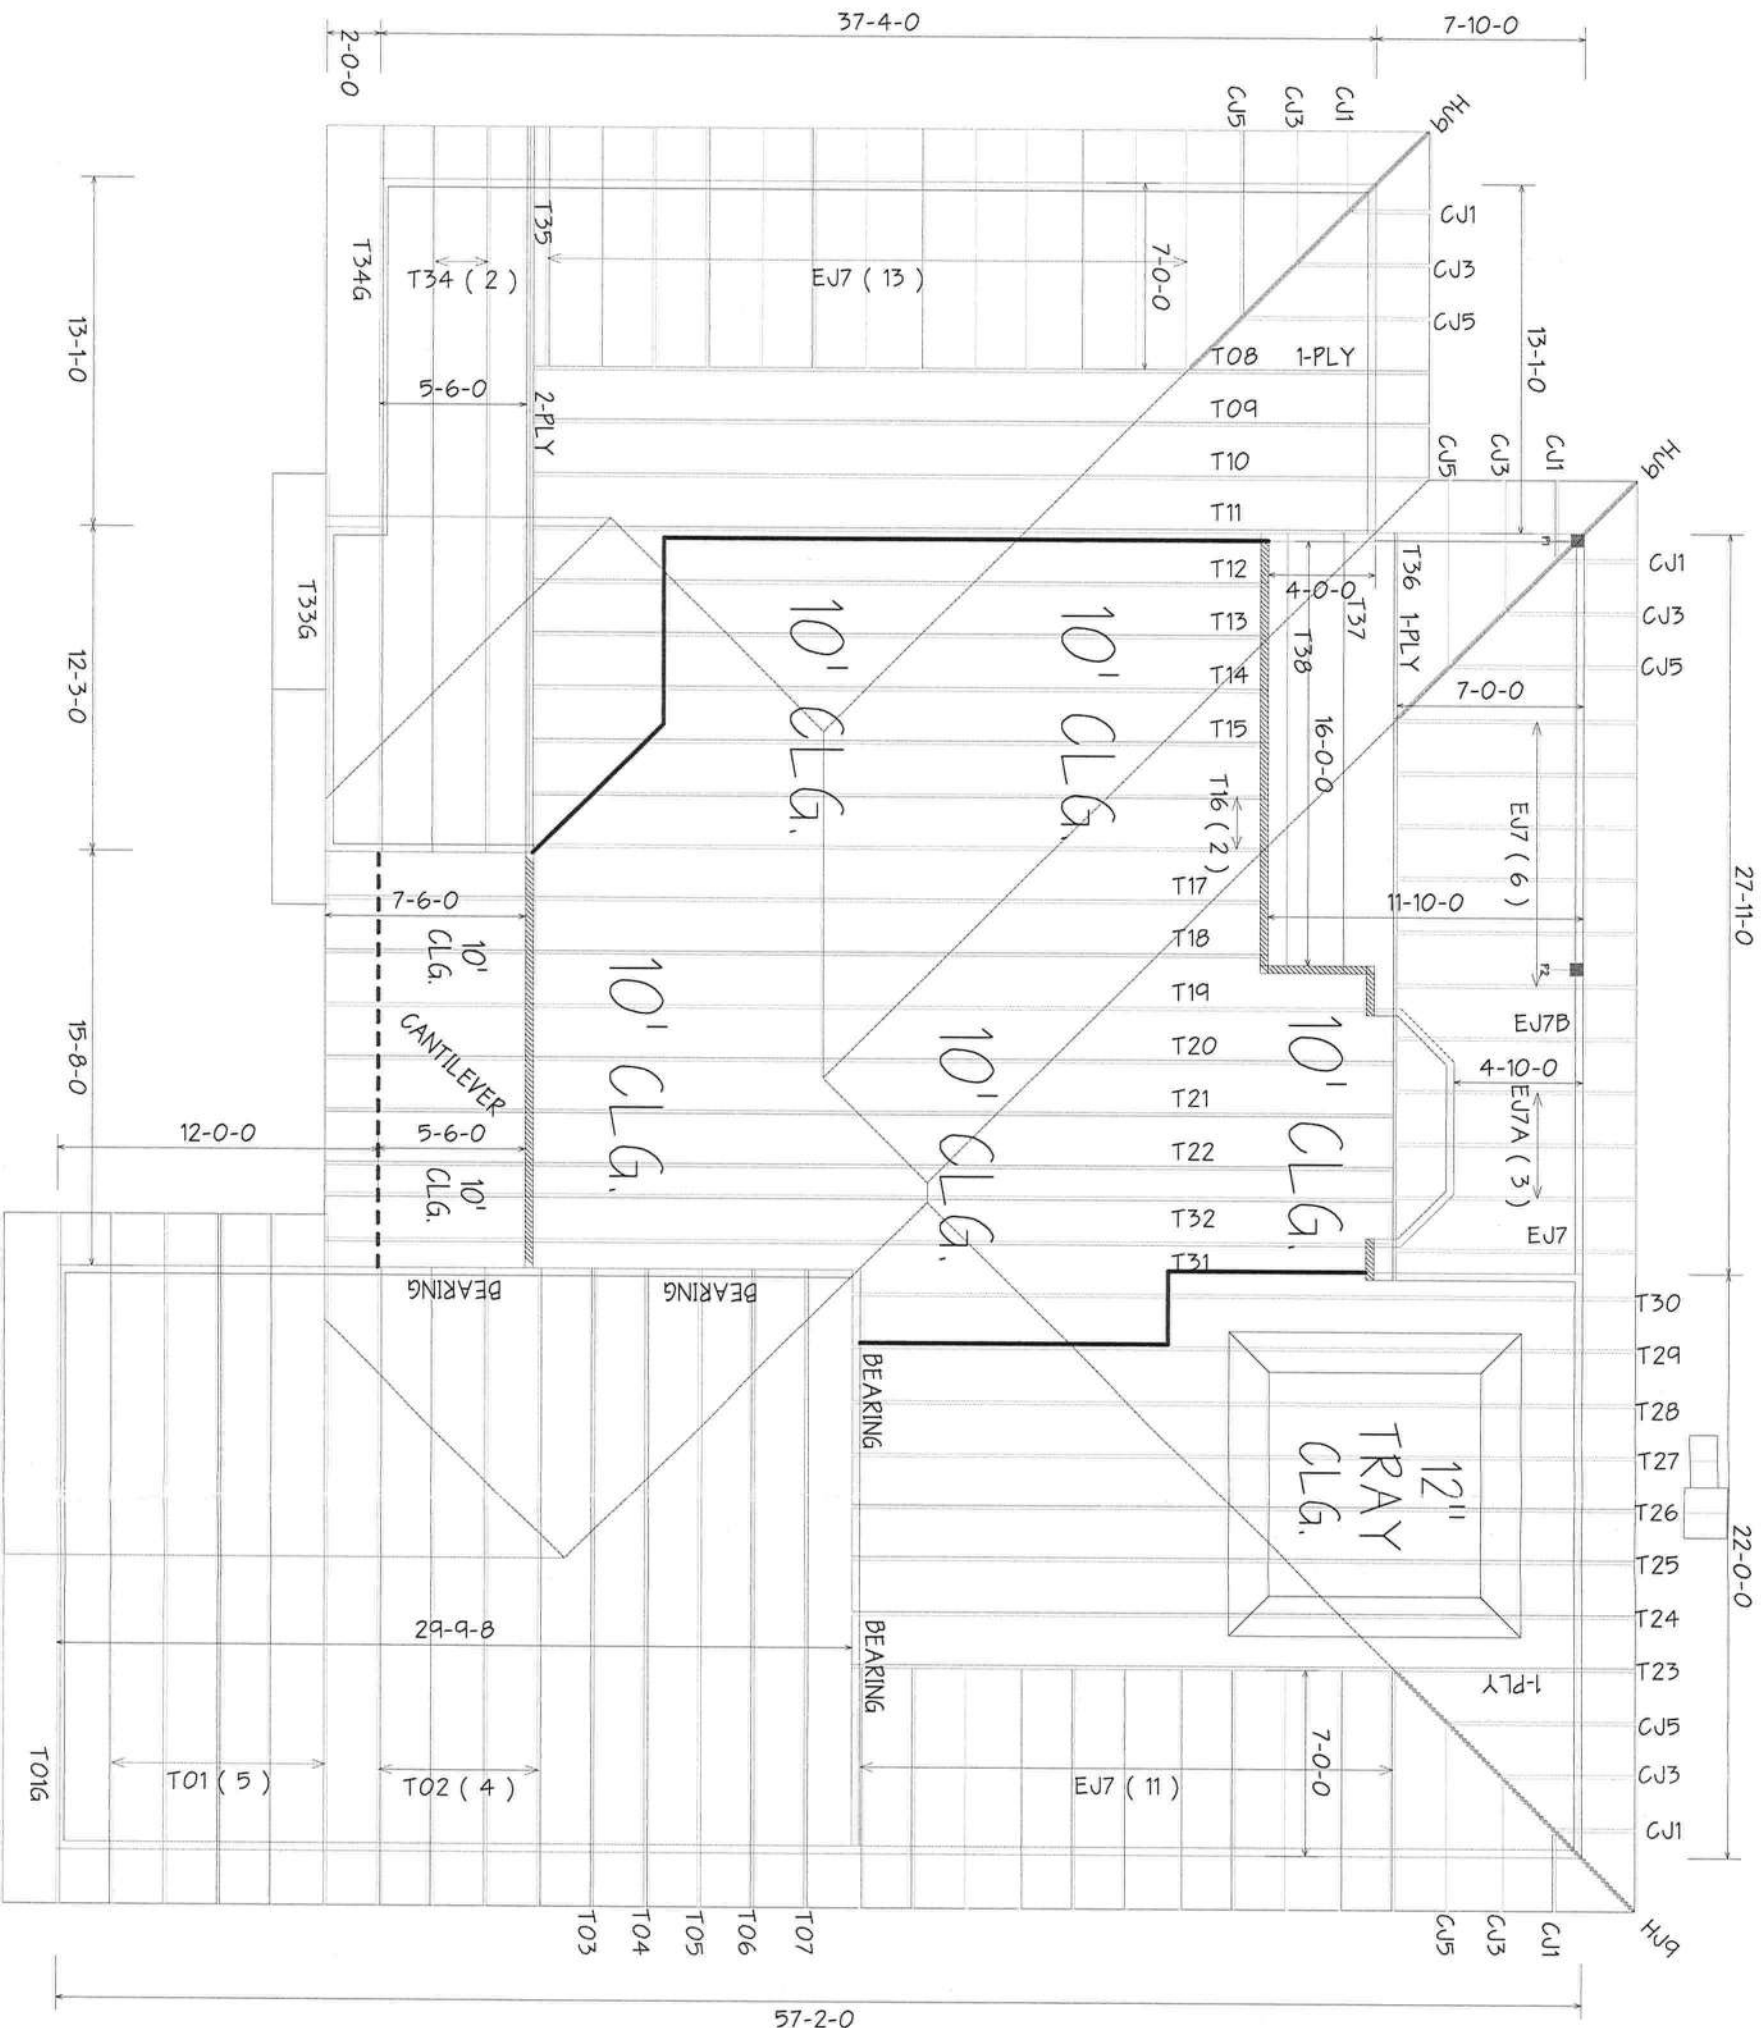 37-4-0
7-10-0
2-0-0
CJ5
CJ3
CJ1
HJ9
CJ1
CJ3
CJ5
13-1-0
T34G
T35
T34 ( 2 )
EJ7 ( 13 )
7-0-0
13-1-0
T08 1-PLY
T09
T10
T11
5-6-0
2-PLY
CJ5
CJ3
CJ1
HJ9
CJ1
CJ3
CJ5
T33G
T12
T13
T14
T15
T16 ( 2 )
4-0-0
T36 1-PLY
T37
T38
16-0-0
P1
7-0-0
12-3-0
10' CLG.
10' CLG.
EJ7 ( 6 )
27-11-0
T17
T18
T19
T20
T21
T22
T32
T31
11-10-0
P2
7-6-0
10'
CLG.
CANTILEVER
15-8-0
12-0-0
5-6-0
10'
CLG.
10' CLG.
10' CLG.
10' CLG.
EJ7B
4-10-0
EJ7A ( 3 )
EJ7
BEARING
BEARING
BEARING
BEARING
T30
T29
T28
T27
T26
T25
T24
T23
12"
TRAY
CLG.
22-0-0
1-PLY
29-9-8
T01G
T01 ( 5 )
T02 ( 4 )
EJ7 ( 11 )
7-0-0
CJ5
CJ3
CJ1
T03
T04
T05
T06
T07
CJ5
CJ3
CJ1
HJ9
57-2-0